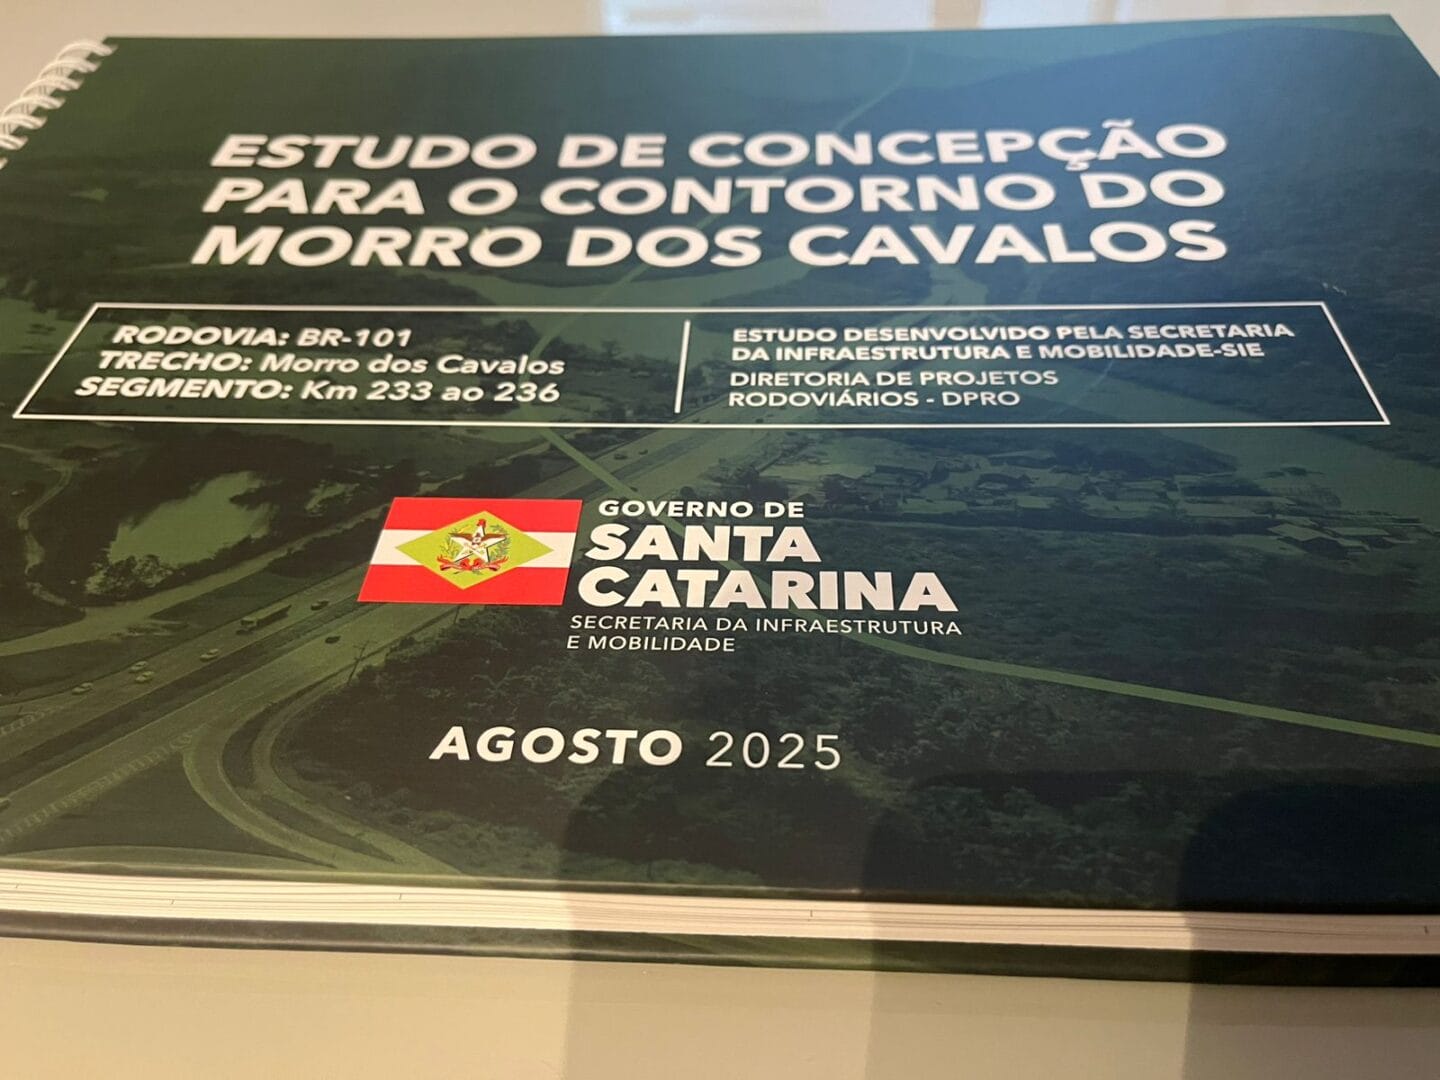 ESTUDO DE CONCEPÇÃO
PARA O CONTORNO DO
MORRO DOS CAVALOS
RODOVIA: BR-101
TRECHO: Morro dos Cavalos
SEGMENTO: Km 233 ao 236
ESTUDO DESENVOLVIDO PELA SECRETARIA
DA INFRAESTRUTURA E MOBILIDADE-SIE
DIRETORIA DE PROJETOS
RODOVIÁRIOS - DPRO
GOVERNO DE
SANTA
CATARINA
SECRETARIA DA INFRAESTRUTURA
E MOBILIDADE
AGOSTO 2025